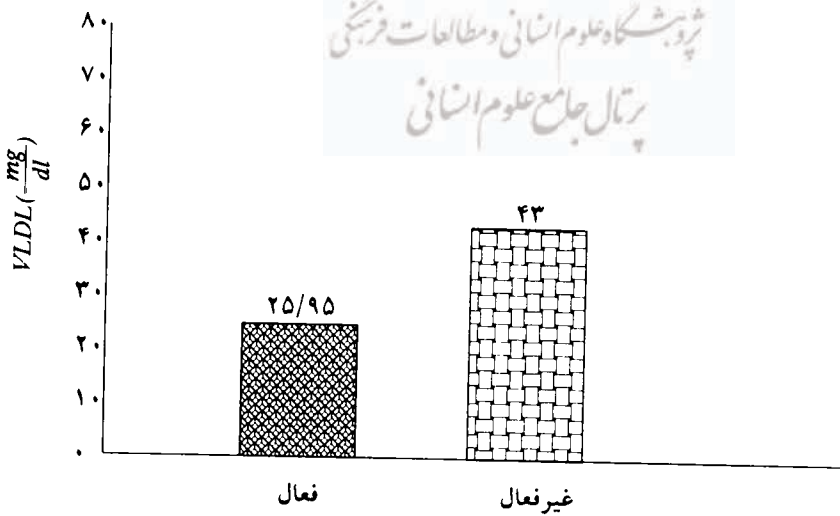 پژوهشگاه علوم انسانی و مطالعات فرهنگی
پرتال جامع علوم انسانی
VLDL (mg/dl)
۸۰
۷۰
۶۰
۵۰
۴۰
۳۰
۲۰
۱۰
۰
۲۵/۹۵
۴۳
فعال
غیرفعال